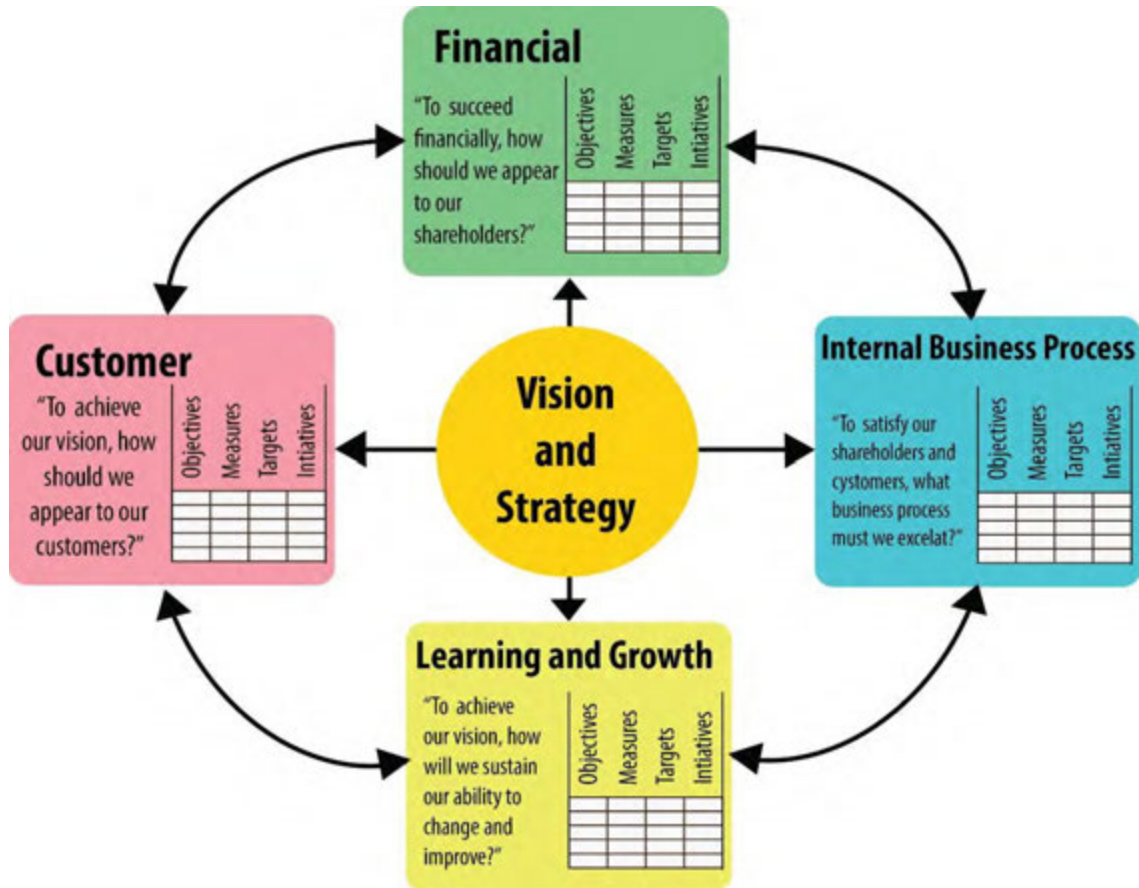 Financial
"To succeed
financially, how
should we appear
to our
shareholders?"
Objectives
Measures
Targets
Intiatives
Customer
"To achieve
our vision, how
should we
appear to our
customers?"
Objectives
Measures
Targets
Intiatives
Vision
and
Strategy
Internal Business Process
"To satisfy our
shareholders and
cystomers, what
business process
must we excelat?"
Objectives
Measures
Targets
Intiatives
Learning and Growth
"To achieve
our vision, how
will we sustain
our ability to
change and
improve?"
Objectives
Measures
Targets
Intiatives